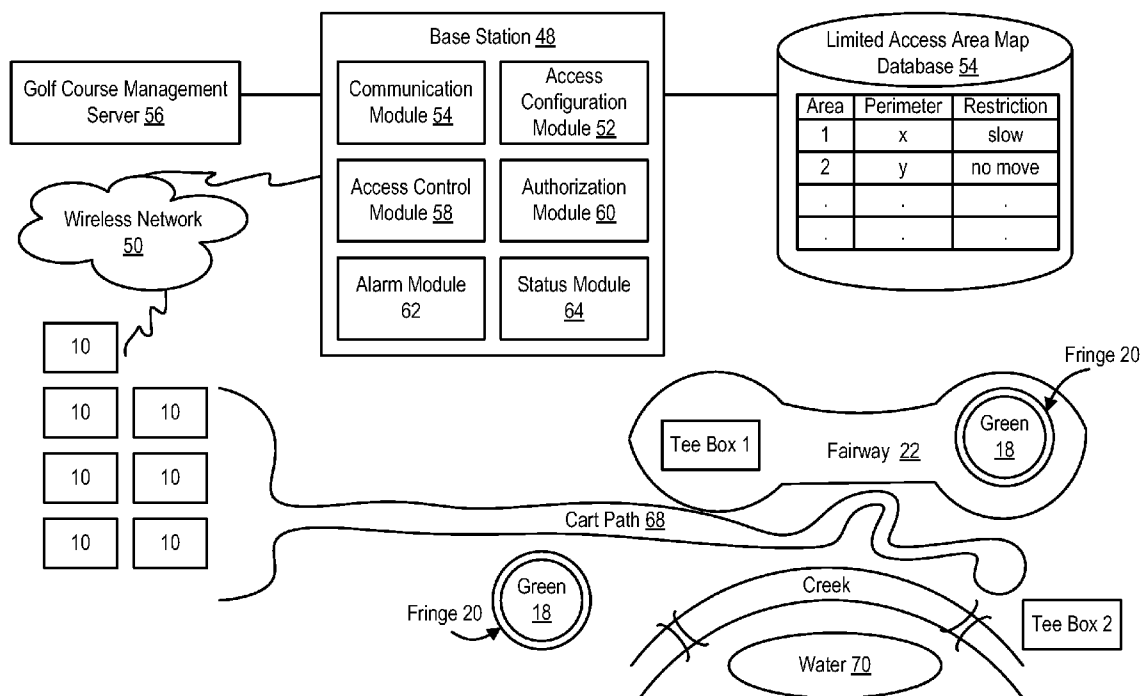 Base Station 48
Golf Course Management
Server 56
Communication
Module 54
Access
Configuration
Module 52
Access Control
Module 58
Authorization
Module 60
Alarm Module
62
Status Module
64
Limited Access Area Map
Database 54
Area Perimeter Restriction
1 x slow
2 y no move
. . .
. . .
Wireless Network
50
10
10 10
10 10
10 10
Fringe 20
Tee Box 1
Fairway 22
Green
18
Cart Path 68
Green
18
Fringe 20
Creek
Tee Box 2
Water 70